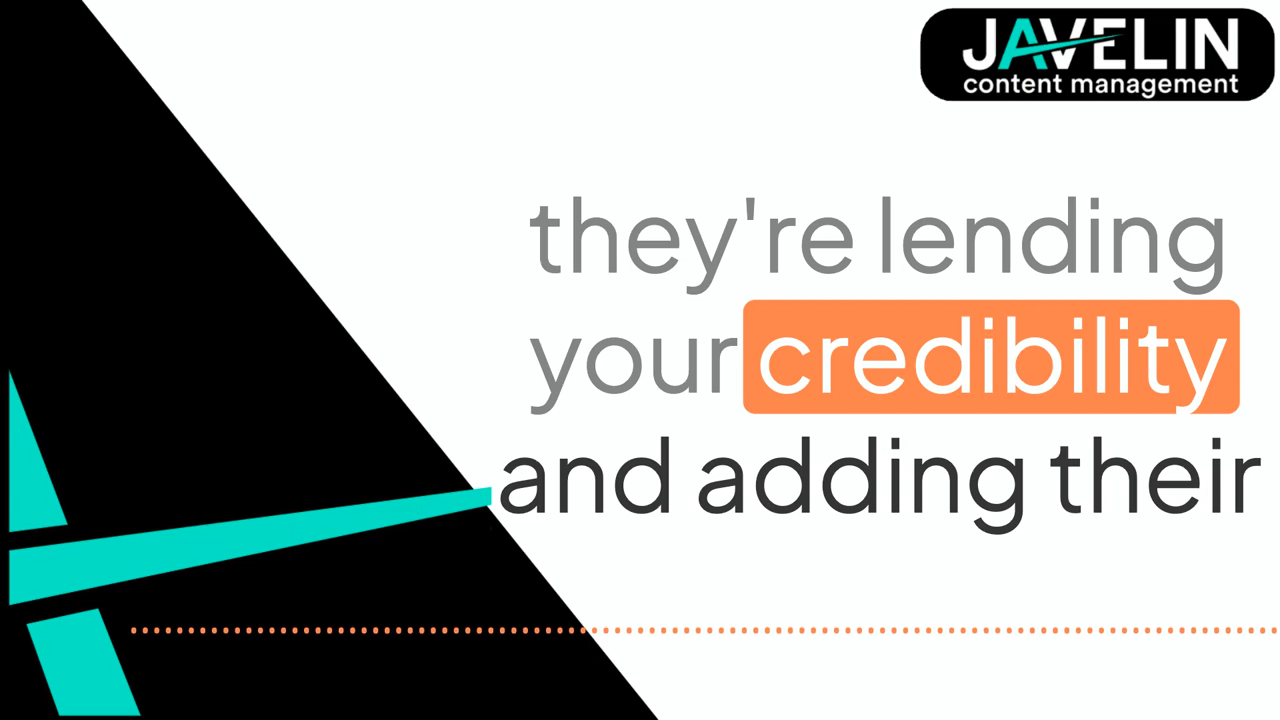 JAVELIN
content management
they're lending
your credibility
and adding their